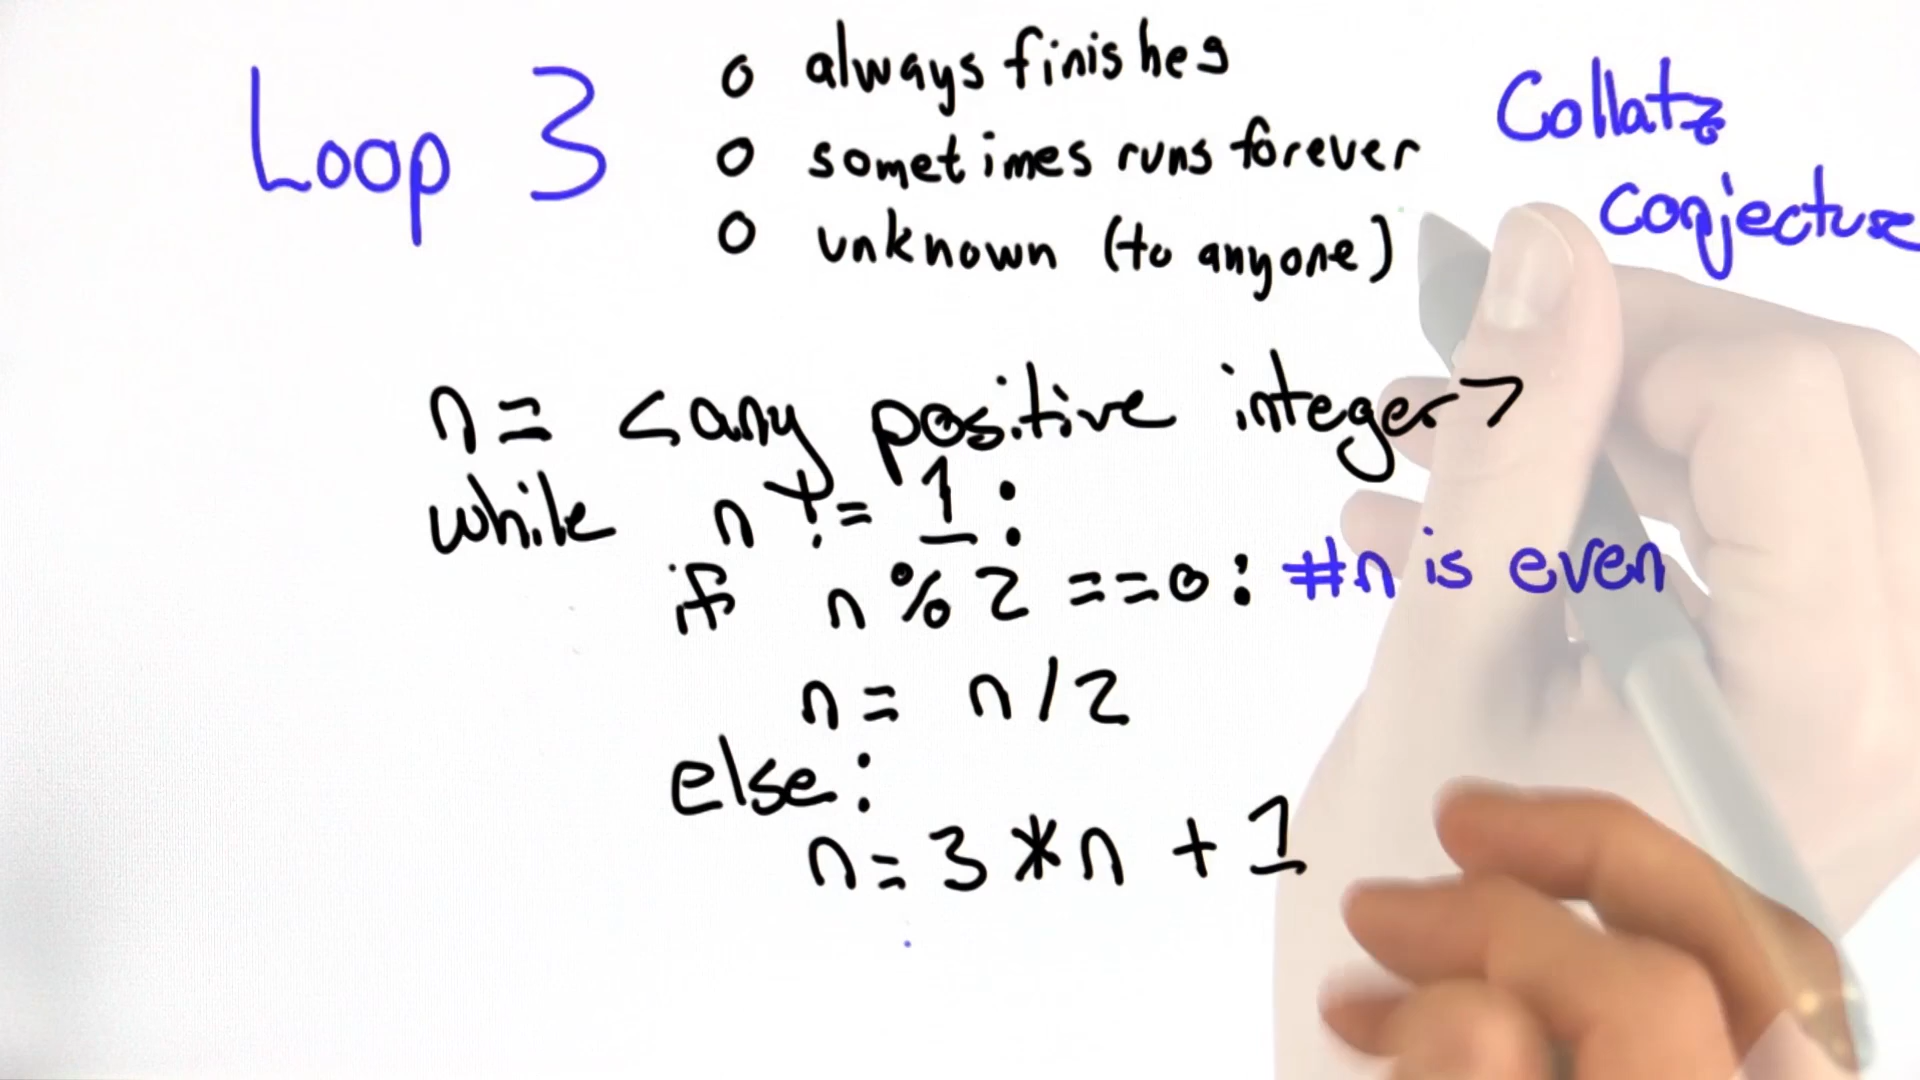 Loop 3
o always finishes
o sometimes runs forever
o unknown (to anyone)
Collatz
conjecture
n = <any positive integer>
while n != 1:
if n % 2 == 0: #n is even
n = n/2
else:
n = 3 * n + 1